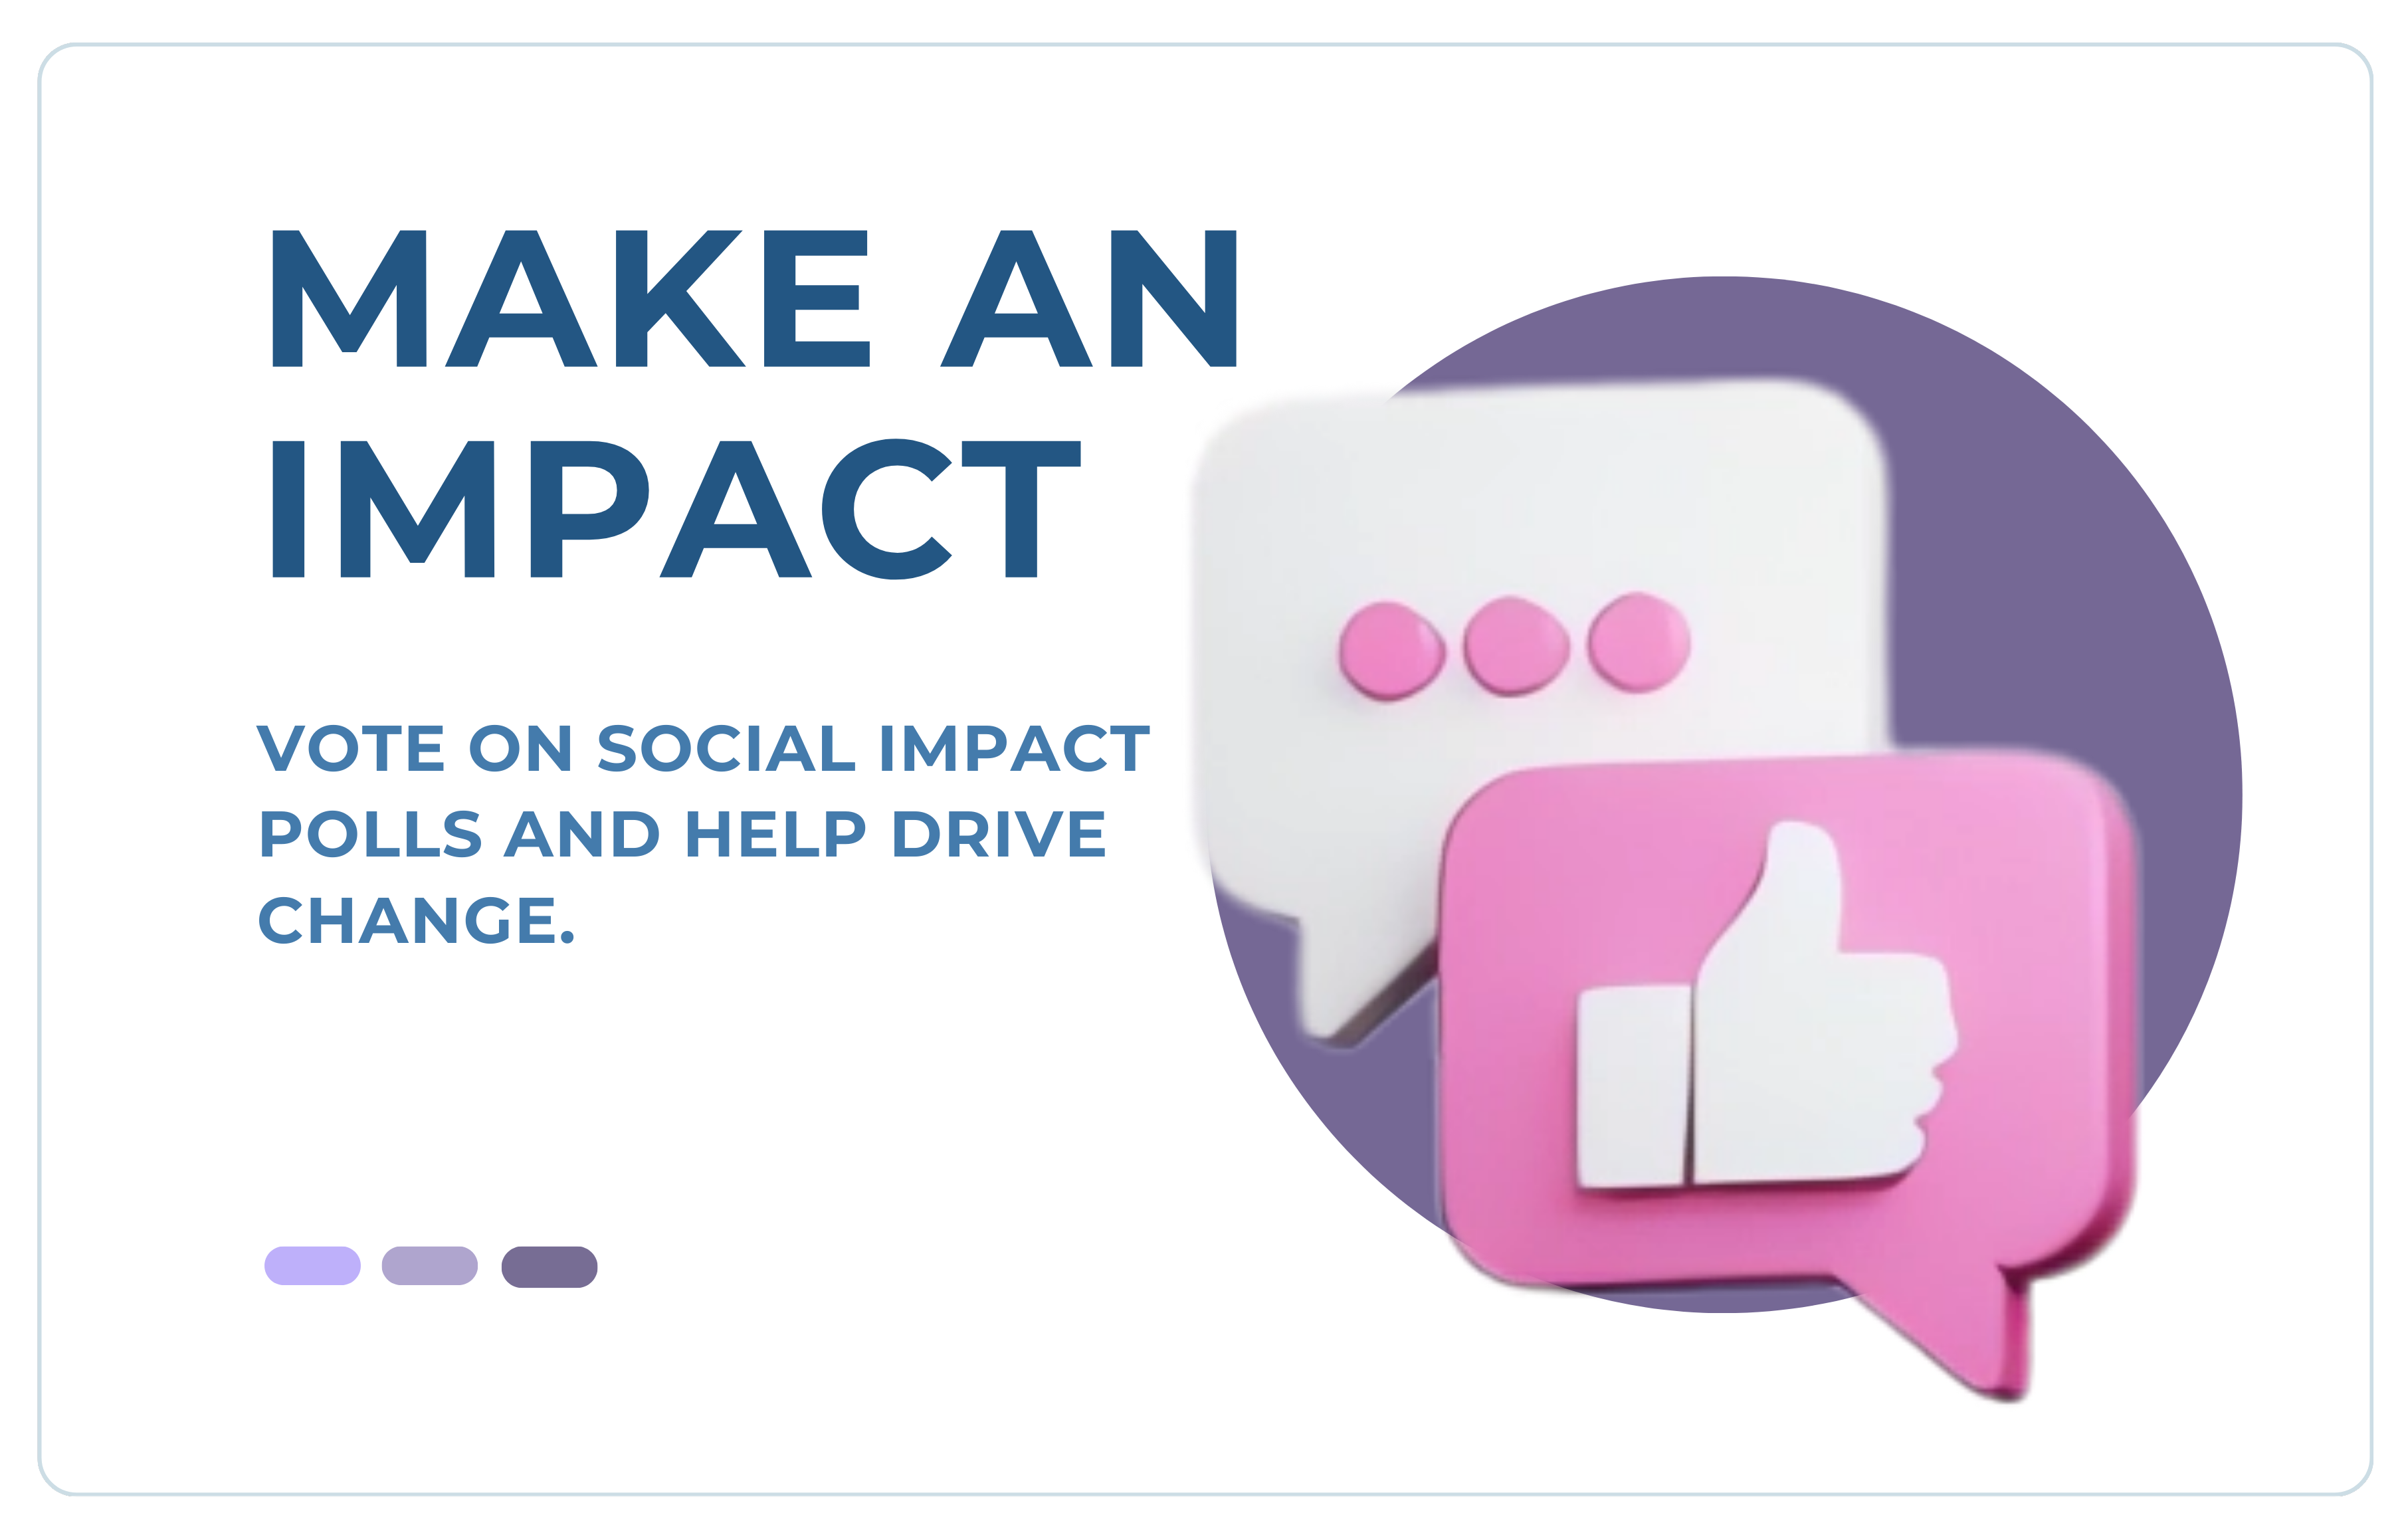 MAKE AN
IMPACT
VOTE ON SOCIAL IMPACT
POLLS AND HELP DRIVE
CHANGE.